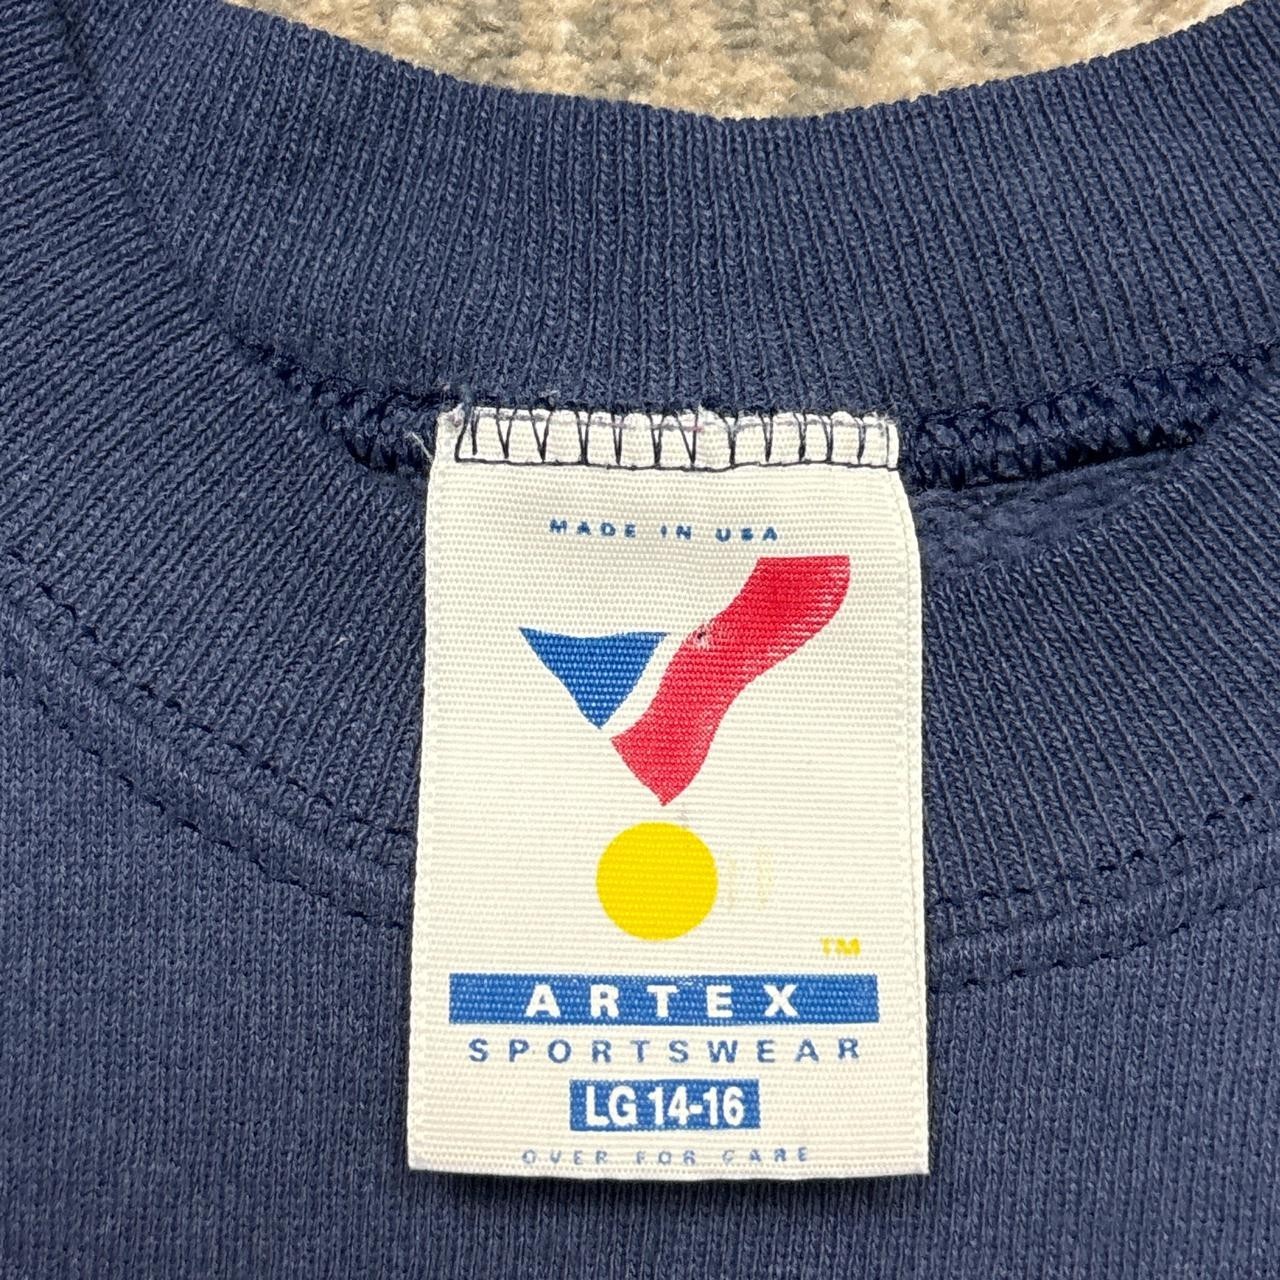 MADE IN USA
TM
ARTEX
SPORTSWEAR
LG 14-16
OVER FOR CARE